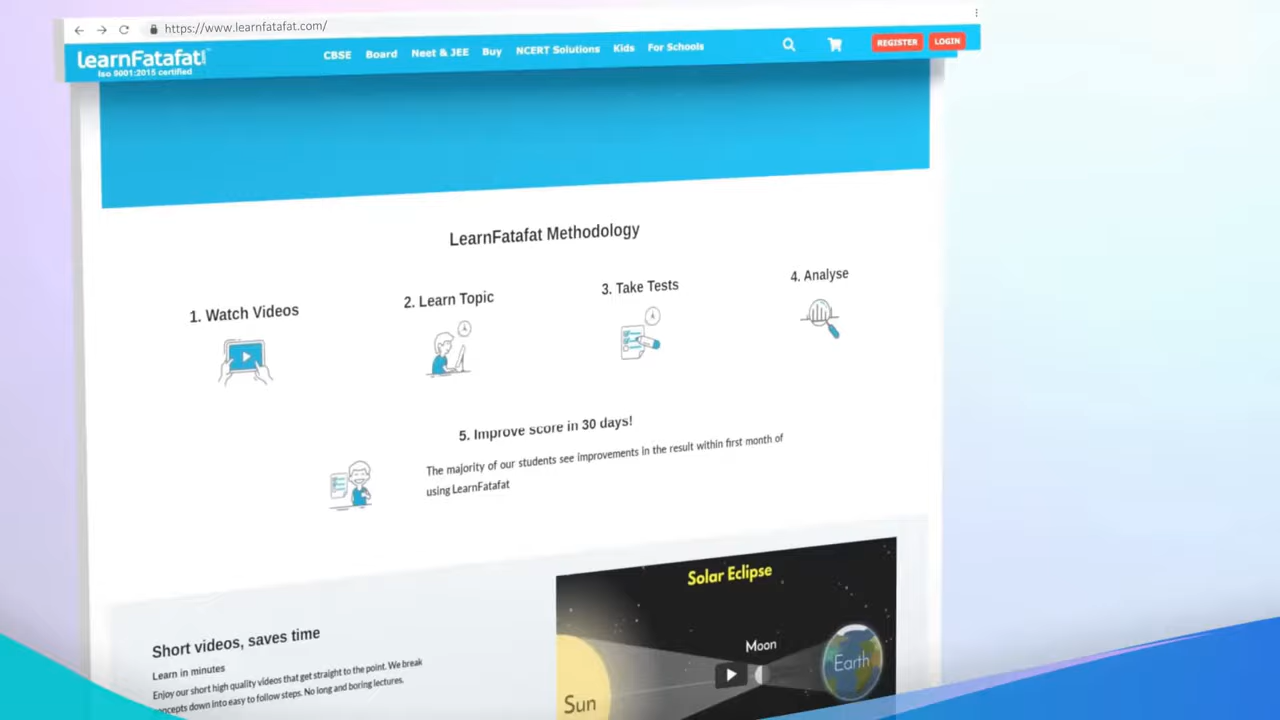 https://www.learnfatafat.com/
learnFatafat!
Iso 9001:2015 certified
CBSE Board Neet & JEE Buy NCERT Solutions Kids For Schools REGISTER LOGIN
LearnFatafat Methodology
1. Watch Videos
2. Learn Topic
3. Take Tests
4. Analyse
5. Improve score in 30 days!
The majority of our students see improvements in the result within first month of
using LearnFatafat
Short videos, saves time
Learn in minutes
Enjoy our short high quality videos that get straight to the point. We break
concepts down into easy to follow steps. No long and boring lectures.
Solar Eclipse
Moon
Earth
Sun